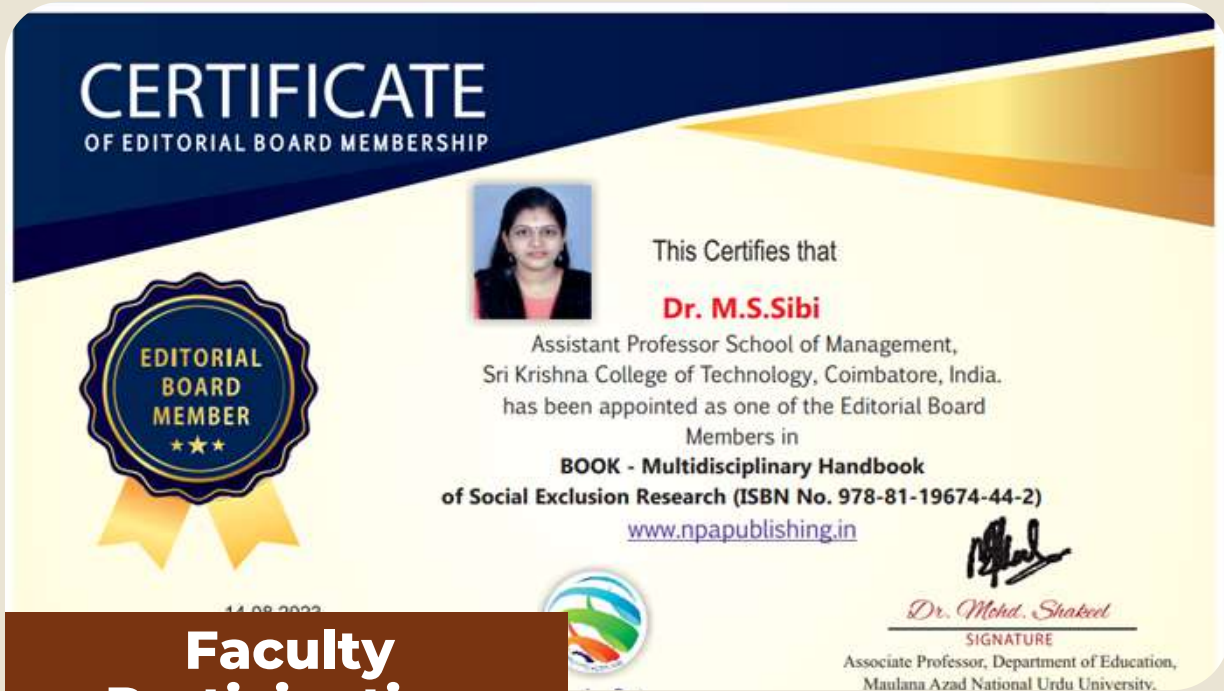 CERTIFICATE
OF EDITORIAL BOARD MEMBERSHIP
This Certifies that
Dr. M.S.Sibi
Assistant Professor School of Management,
Sri Krishna College of Technology, Coimbatore, India.
has been appointed as one of the Editorial Board
Members in
BOOK - Multidisciplinary Handbook
of Social Exclusion Research (ISBN No. 978-81-19674-44-2)
www.npapublishing.in
EDITORIAL
BOARD
MEMBER
14.08.2023
Dr. Mohd. Shakeel
SIGNATURE
Associate Professor, Department of Education,
Maulana Azad National Urdu University,
Faculty